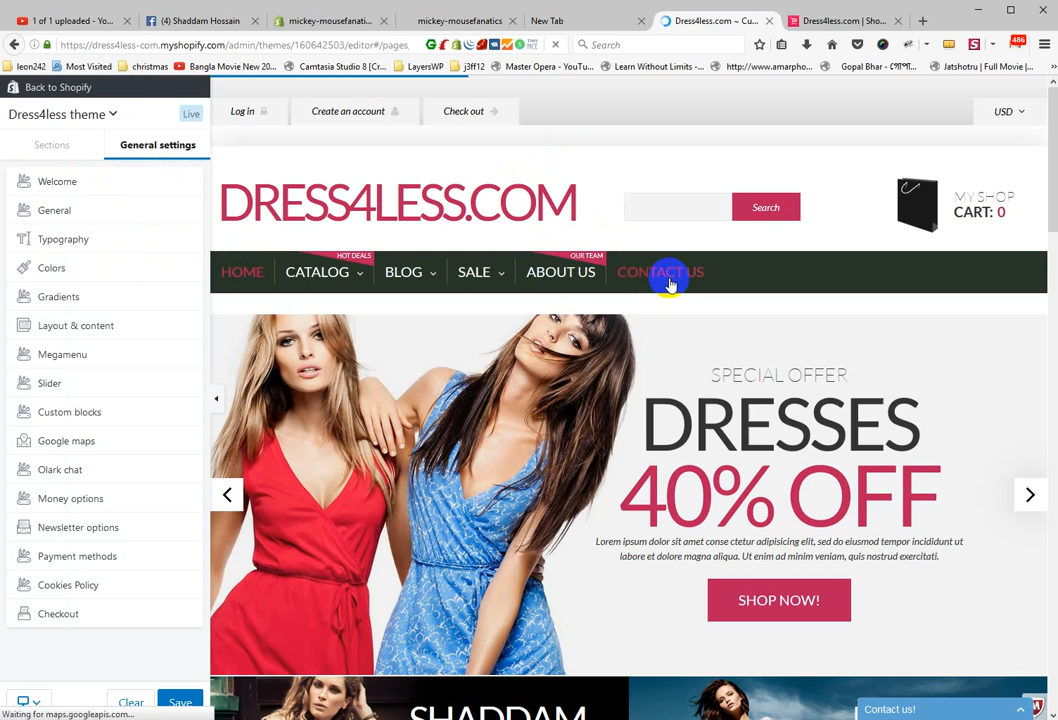 1 of 1 uploaded - Yo...
(4) Shaddam Hossain
mickey-mousefanati...
mickey-mousefanatics
New Tab
Dress4less.com ~ Cu...
Dress4less.com | Sho...
https://dress4less-com.myshopify.com/admin/themes/160642503/editor#/pages
Search
486
leon242
Most Visited
christmas
Bangla Movie New 20...
Camtasia Studio 8 [Cr...
LayersWP
j3ff12
Master Opera - YouTu...
Learn Without Limits -...
http://www.amarpho...
Jatshotru | Full Movie |...
Back to Shopify
Dress4less theme
Live
Sections
General settings
Welcome
General
Typography
Colors
Gradients
Layout & content
Megamenu
Slider
Custom blocks
Google maps
Olark chat
Money options
Newsletter options
Payment methods
Cookies Policy
Checkout
Clear
Save
Waiting for maps.googleapis.com...
Log in
Create an account
Check out
USD
DRESS4LESS.COM
Search
MY SHOP
CART: 0
HOT DEALS
OUR TEAM
HOME
CATALOG
BLOG
SALE
ABOUT US
CONTACT US
SPECIAL OFFER
DRESSES
40% OFF
Lorem ipsum dolor sit amet conse ctetur adipisicing elit, sed do eiusmod tempor incididunt ut
labore et dolore magna aliqua. Ut enim ad minim veniam, quis nostrud exercitati.
SHOP NOW!
SHADDAM
Contact us!